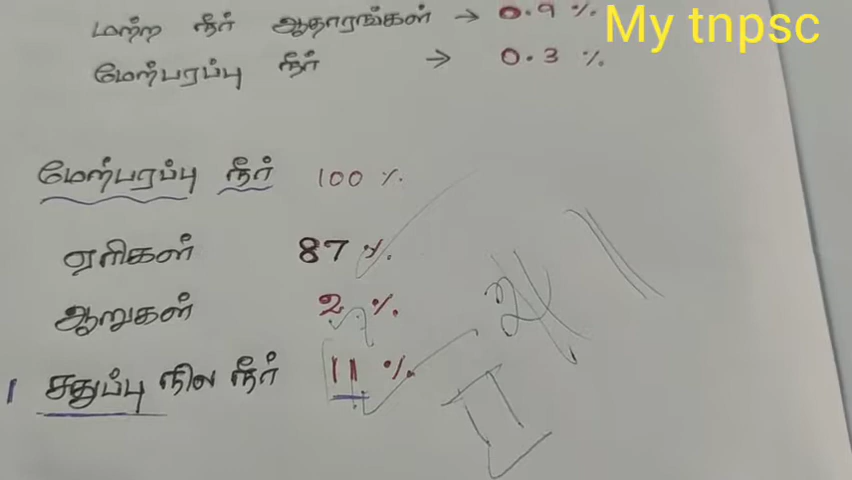 மற்ற நீர் ஆதாரங்கள் → 0.9 %
My tnpsc
மேற்பரப்பு நீர் → 0.3 %
மேற்பரப்பு நீர் 100 %
ஏரிகள் 87 %
ஆறுகள் 2 %
1 சதுப்பு நில நீர் 11 %